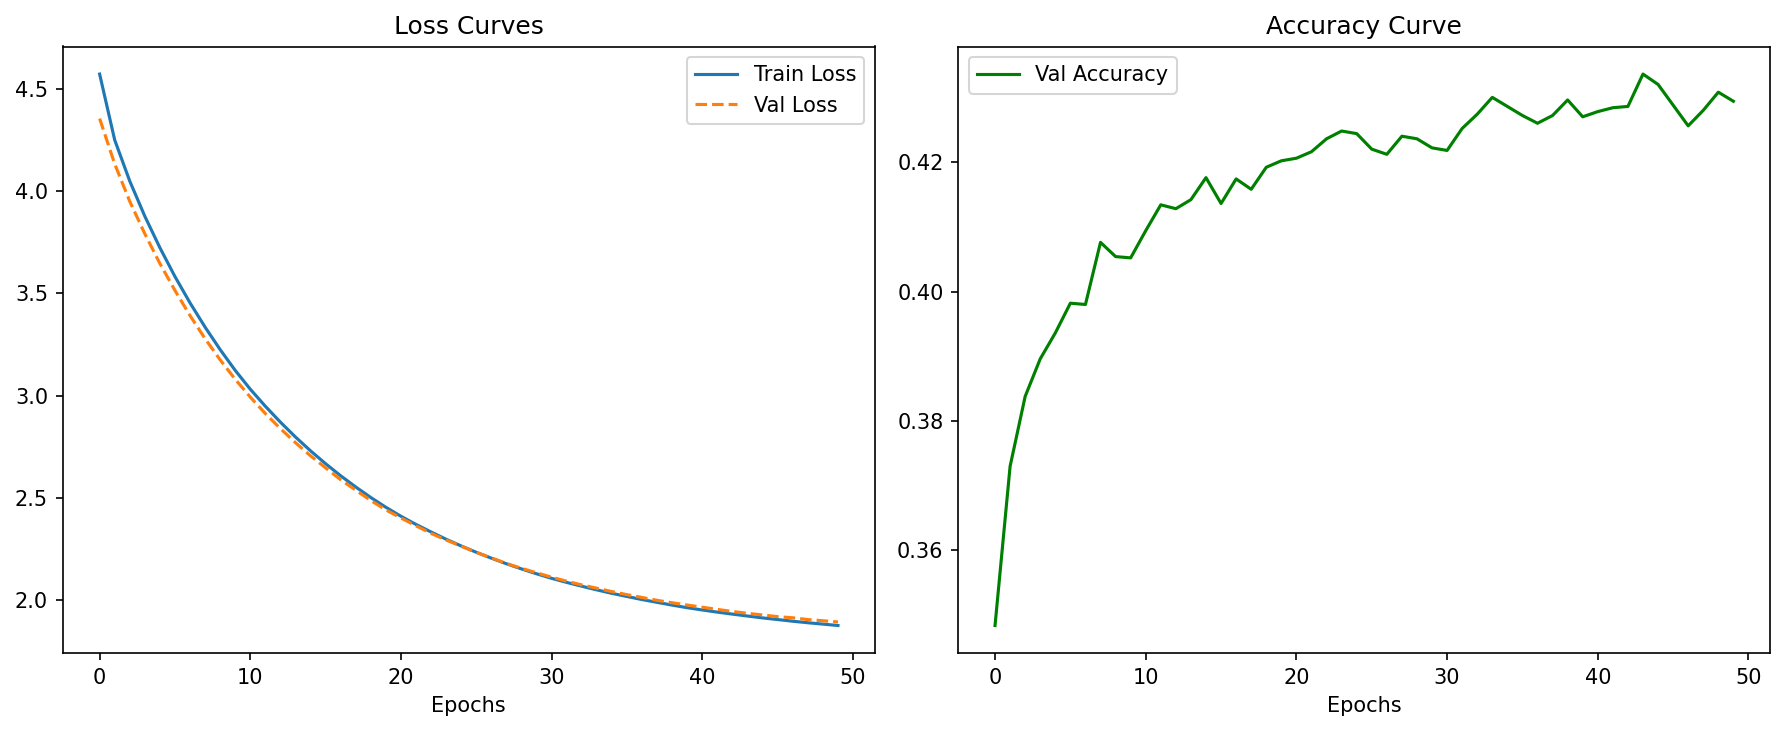 Loss Curves
4.5
4.0
3.5
3.0
2.5
2.0
Train Loss
Val Loss
0 10 20 30 40 50
Epochs
Accuracy Curve
0.42
0.40
0.38
0.36
Val Accuracy
0 10 20 30 40 50
Epochs